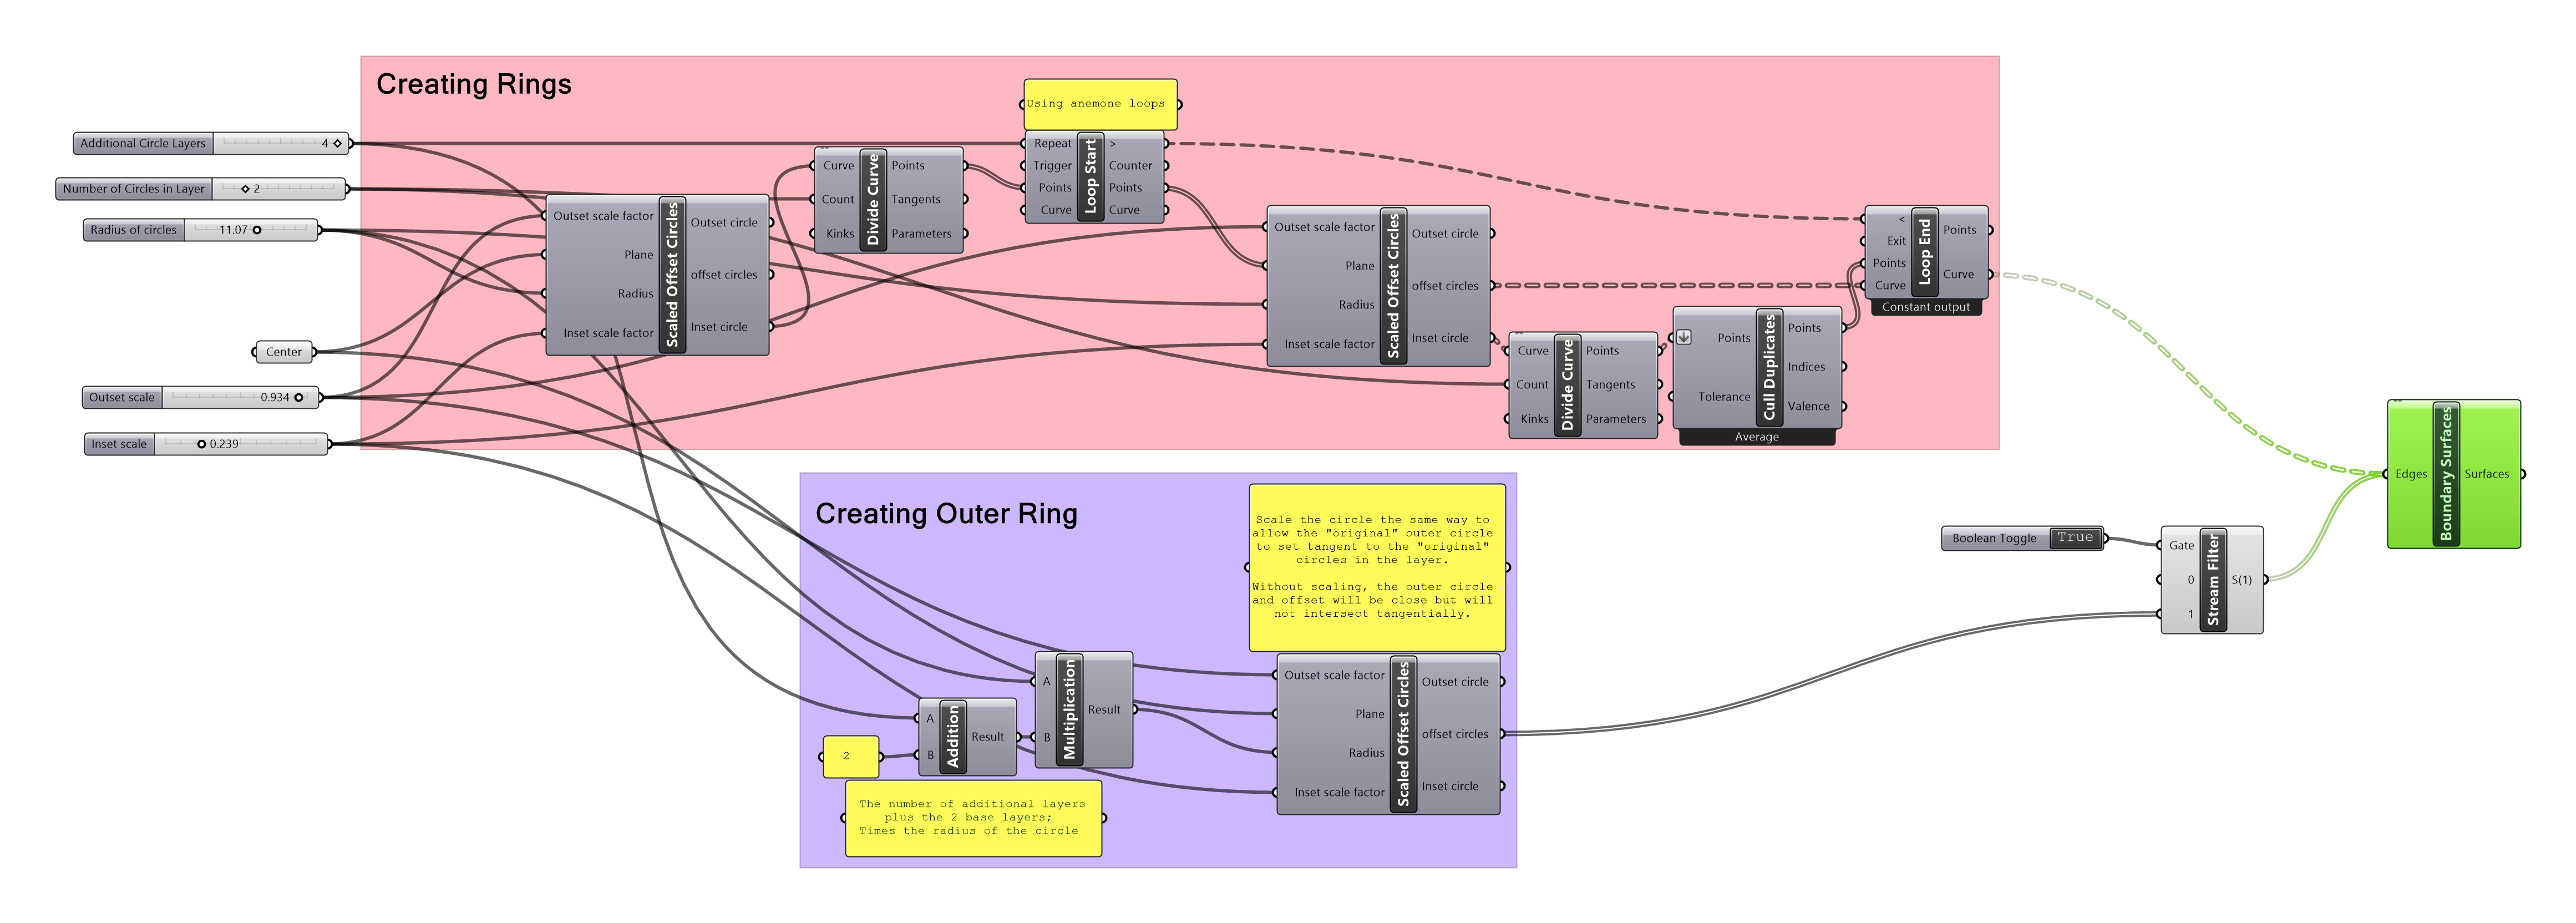 Creating Rings
Using anemone loops
Additional Circle Layers 4
Number of Circles in Layer 2
Radius of circles 11.07
Center
Outset scale 0.934
Inset scale 0.239
Outset scale factor
Plane
Radius
Inset scale factor
Scaled Offset Circles
Outset circle
offset circles
Inset circle
Curve
Count
Kinks
Divide Curve
Points
Tangents
Parameters
Repeat
Trigger
Points
Curve
Loop Start
>
Counter
Points
Curve
Outset scale factor
Plane
Radius
Inset scale factor
Scaled Offset Circles
Outset circle
offset circles
Inset circle
Curve
Count
Kinks
Divide Curve
Points
Tangents
Parameters
Points
Tolerance
Cull Duplicates
Points
Indices
Valence
Average
<
Exit
Points
Curve
Loop End
Points
Curve
Constant output
Creating Outer Ring
Scale the circle the same way to
allow the "original" outer circle
to set tangent to the "original"
circles in the layer.
Without scaling, the outer circle
and offset will be close but will
not intersect tangentially.
2
A
B
Addition
Result
A
B
Multiplication
Result
The number of additional layers
plus the 2 base layers;
Times the radius of the circle
Outset scale factor
Plane
Radius
Inset scale factor
Scaled Offset Circles
Outset circle
offset circles
Inset circle
Boolean Toggle True
Gate
0
1
Stream Filter
S(1)
Edges
Boundary Surfaces
Surfaces